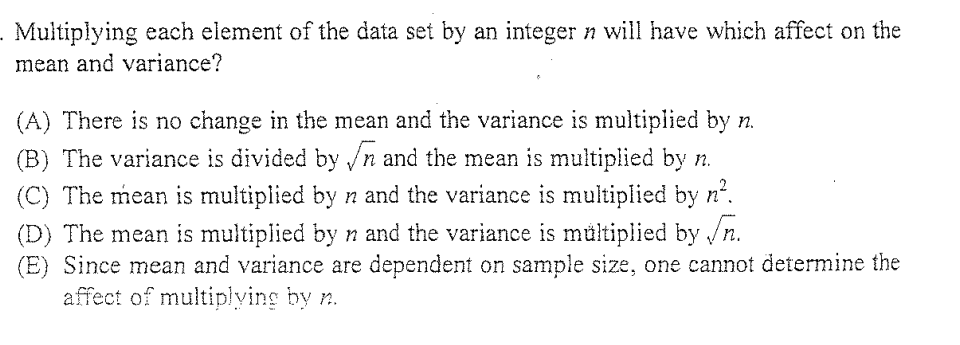 . Multiplying each element of the data set by an integer n will have which affect on the
mean and variance?
(A) There is no change in the mean and the variance is multiplied by n.
(B) The variance is divided by √n and the mean is multiplied by n.
(C) The mean is multiplied by n and the variance is multiplied by n².
(D) The mean is multiplied by n and the variance is multiplied by √n.
(E) Since mean and variance are dependent on sample size, one cannot determine the
affect of multiplying by n.